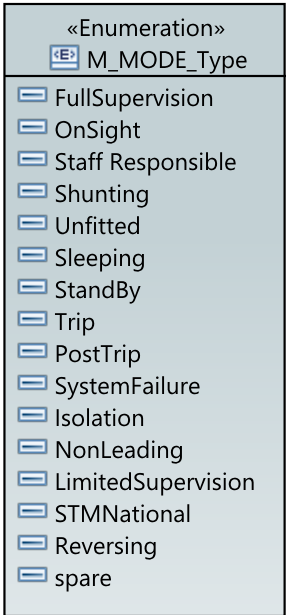 «Enumeration»
<E> M_MODE_Type
FullSupervision
OnSight
Staff Responsible
Shunting
Unfitted
Sleeping
StandBy
Trip
PostTrip
SystemFailure
Isolation
NonLeading
LimitedSupervision
STMNational
Reversing
spare